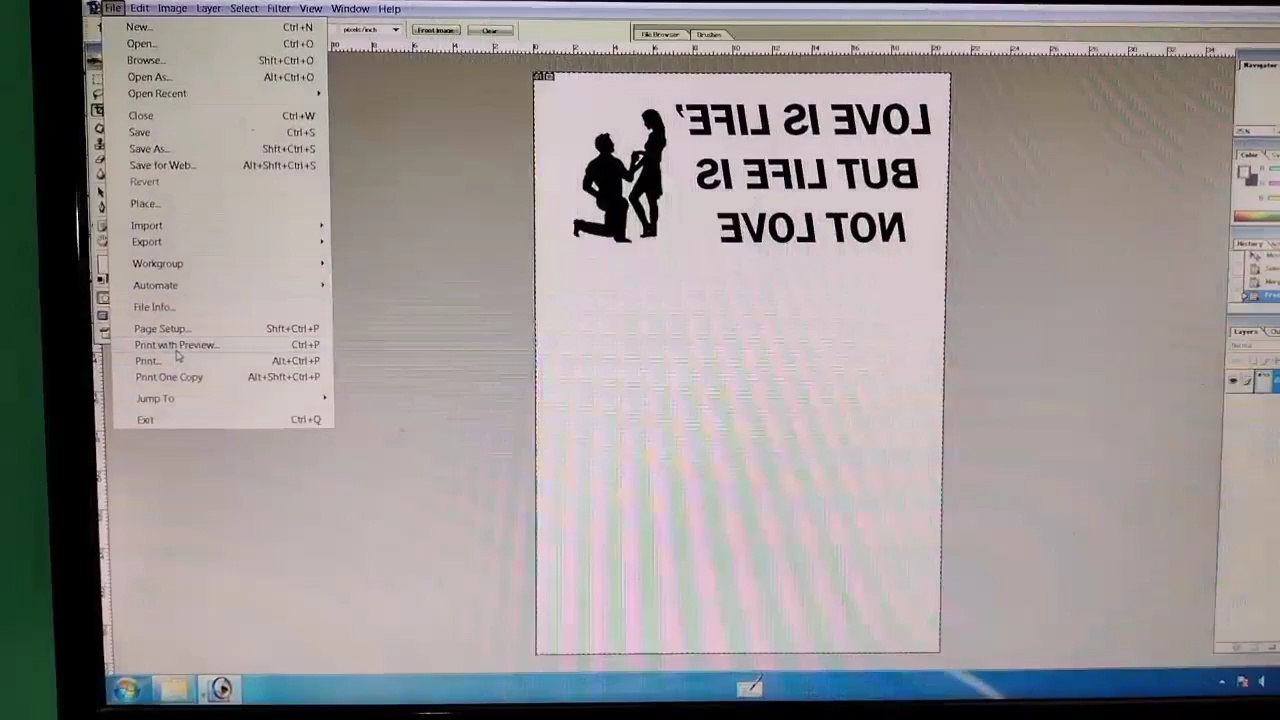 File Edit Image Layer Select Filter View Window Help
New... Ctrl+N
Open... Ctrl+O
Browse... Shft+Ctrl+O
Open As... Alt+Ctrl+O
Open Recent
Close Ctrl+W
Save Ctrl+S
Save As... Shft+Ctrl+S
Save for Web... Alt+Shft+Ctrl+S
Revert
Place...
Import
Export
Workgroup
Automate
File Info...
Page Setup... Shft+Ctrl+P
Print with Preview... Ctrl+P
Print... Alt+Ctrl+P
Print One Copy Alt+Shft+Ctrl+P
Jump To
Exit Ctrl+Q
pixels/inch Front Image Clear
File Browser Brushes
LOVE IS LIFE'
BUT LIFE IS
NOT LOVE
Navigator
Color
History
Layers